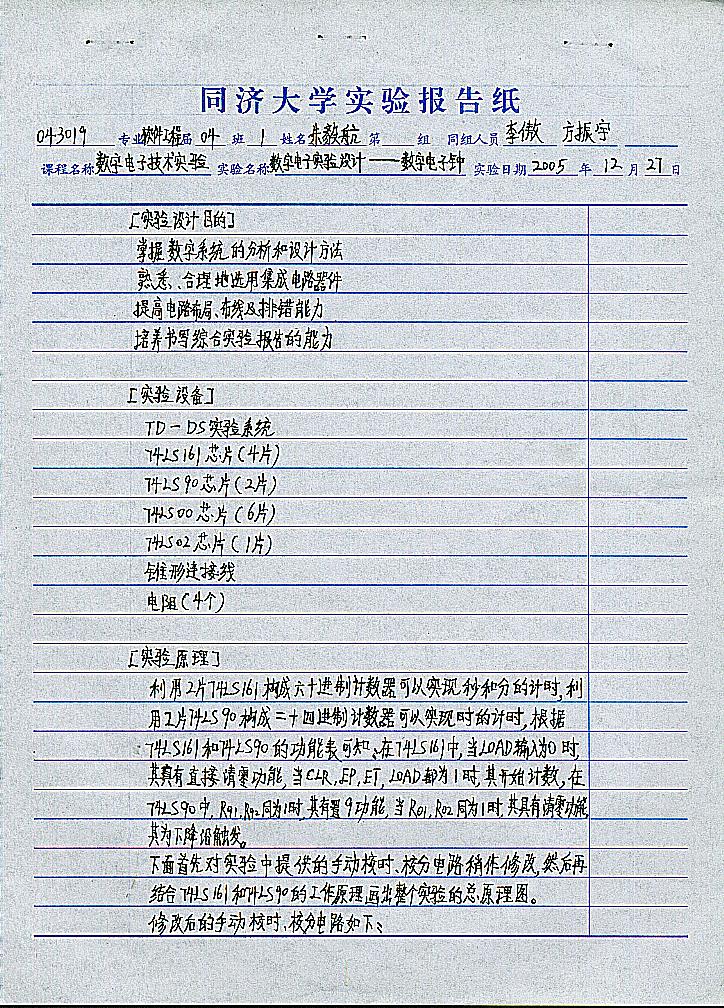 同济大学实验报告纸
043019 专业软件工程届 04 班 1 姓名 朱毅航 第 组 同组人员 李傲 方振宇
课程名称 数字电子技术实验 实验名称 数字电子实验设计——数字电子钟 实验日期 2005 年 12 月 27 日
[实验设计目的]
掌握数字系统的分析和设计方法
熟悉、合理地选用集成电路器件
提高电路布局、布线及排错能力
培养书写综合实验报告的能力
[实验设备]
TD-DS实验系统
74LS161芯片(4片)
74LS90芯片(2片)
74LS00芯片(6片)
74LS02芯片(1片)
锥形连接线
电阻(4个)
[实验原理]
利用2片74LS161构成六十进制计数器可以实现秒和分的计时,利
用2片74LS90构成二十四进制计数器可以实现时的计时,根据
74LS161和74LS90的功能表可知:在74LS161中,当LOAD输入为0时,
其具有直接清零功能,当CLR,EP,ET,LOAD都为1时,其开始计数,在
74LS90中,R91,R92同为1时,其有置9功能,当R01,R02同为1时,其具有清零功能,
其为下降沿触发。
下面首先对实验中提供的手动校时、校分电路稍作修改,然后再
结合74LS161和74LS90的工作原理画出整个实验的总原理图。
修改后的手动校时、校分电路如下: